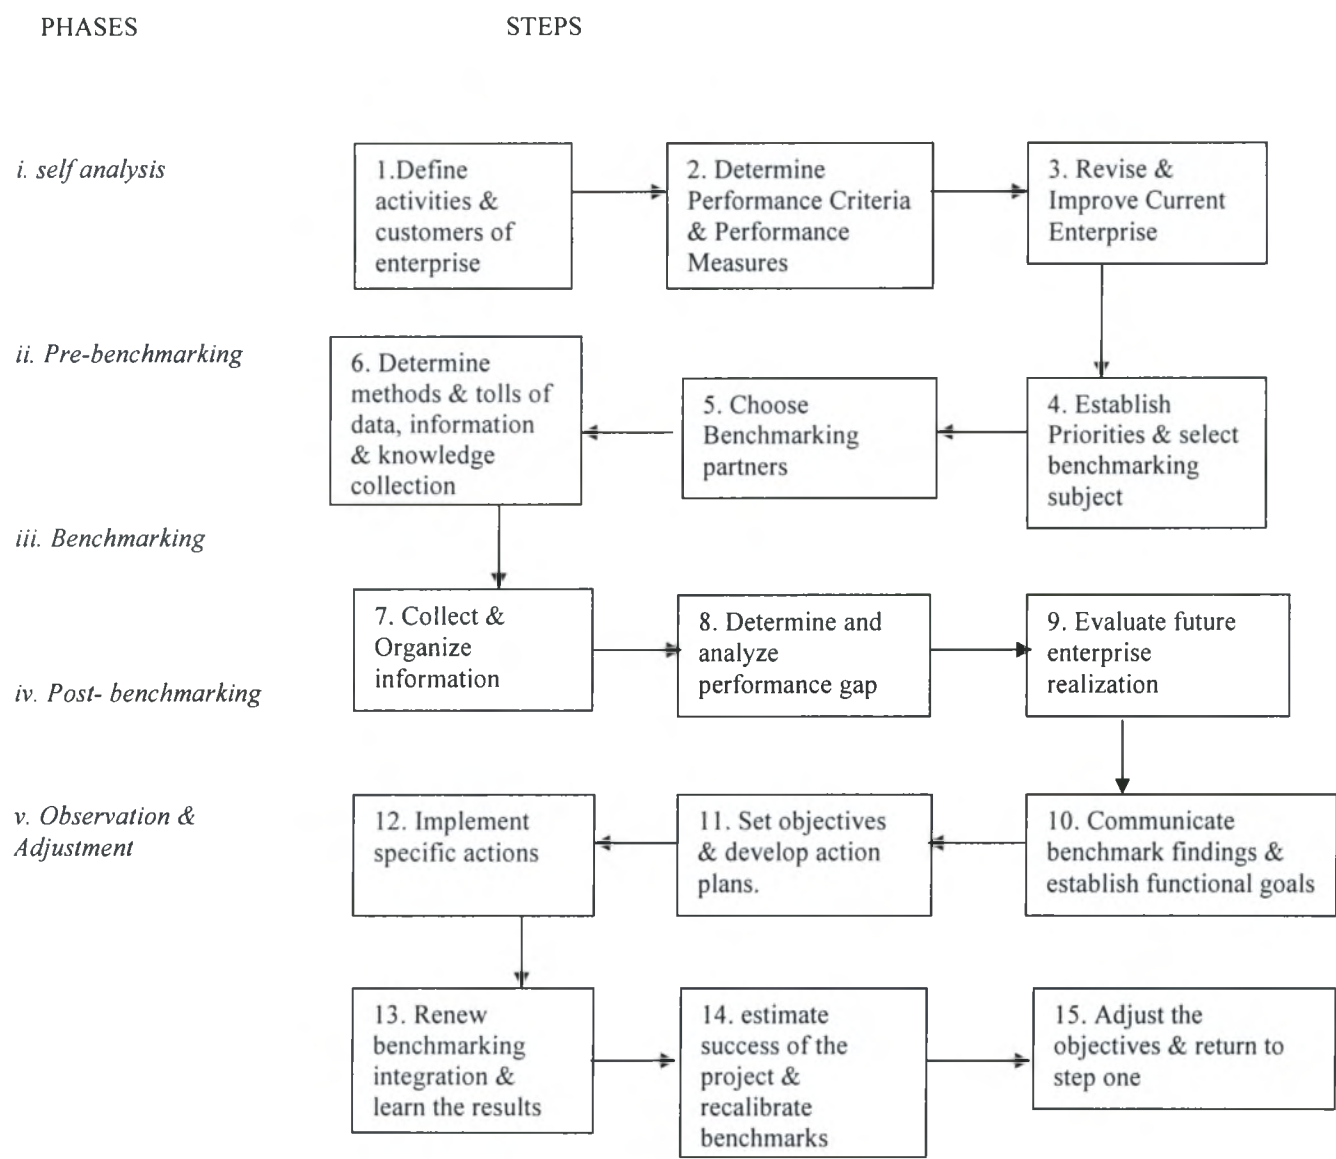 PHASES
STEPS
i. self analysis
1.Define
activities &
customers of
enterprise
2. Determine
Performance Criteria
& Performance
Measures
3. Revise &
Improve Current
Enterprise
ii. Pre-benchmarking
6. Determine
methods & tolls of
data, information
& knowledge
collection
5. Choose
Benchmarking
partners
4. Establish
Priorities & select
benchmarking
subject
iii. Benchmarking
7. Collect &
Organize
information
8. Determine and
analyze
performance gap
9. Evaluate future
enterprise
realization
iv. Post- benchmarking
v. Observation &
Adjustment
12. Implement
specific actions
11. Set objectives
& develop action
plans.
10. Communicate
benchmark findings &
establish functional goals
13. Renew
benchmarking
integration &
learn the results
14. estimate
success of the
project &
recalibrate
benchmarks
15. Adjust the
objectives & return to
step one